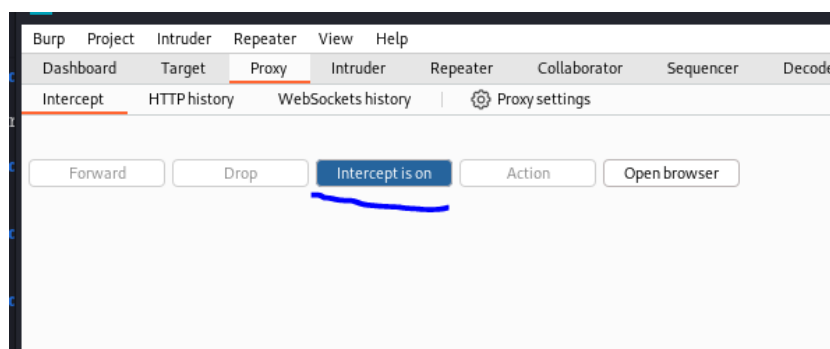 Burp Project Intruder Repeater View Help
Dashboard Target Proxy Intruder Repeater Collaborator Sequencer
Intercept HTTP history WebSockets history Proxy settings
Forward Drop Intercept is on Action Open browser